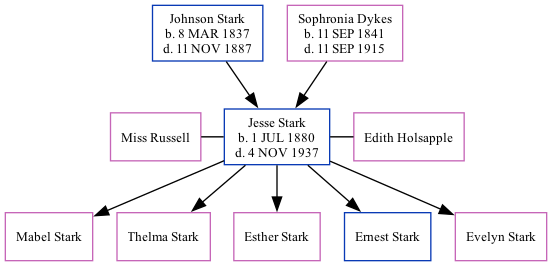 Johnson Stark
b. 8 MAR 1837
d. 11 NOV 1887
Sophronia Dykes
b. 11 SEP 1841
d. 11 SEP 1915
Miss Russell
Jesse Stark
b. 1 JUL 1880
d. 4 NOV 1937
Edith Holsapple
Mabel Stark
Thelma Stark
Esther Stark
Ernest Stark
Evelyn Stark